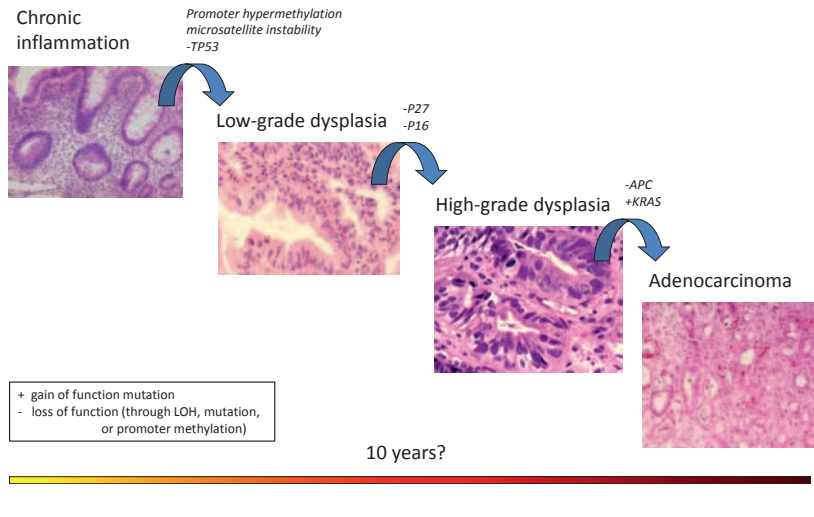 Chronic
inflammation
Promoter hypermethylation
microsatellite instability
-TP53
Low-grade dysplasia
-P27
-P16
High-grade dysplasia
-APC
+KRAS
Adenocarcinoma
+ gain of function mutation
- loss of function (through LOH, mutation,
or promoter methylation)
10 years?